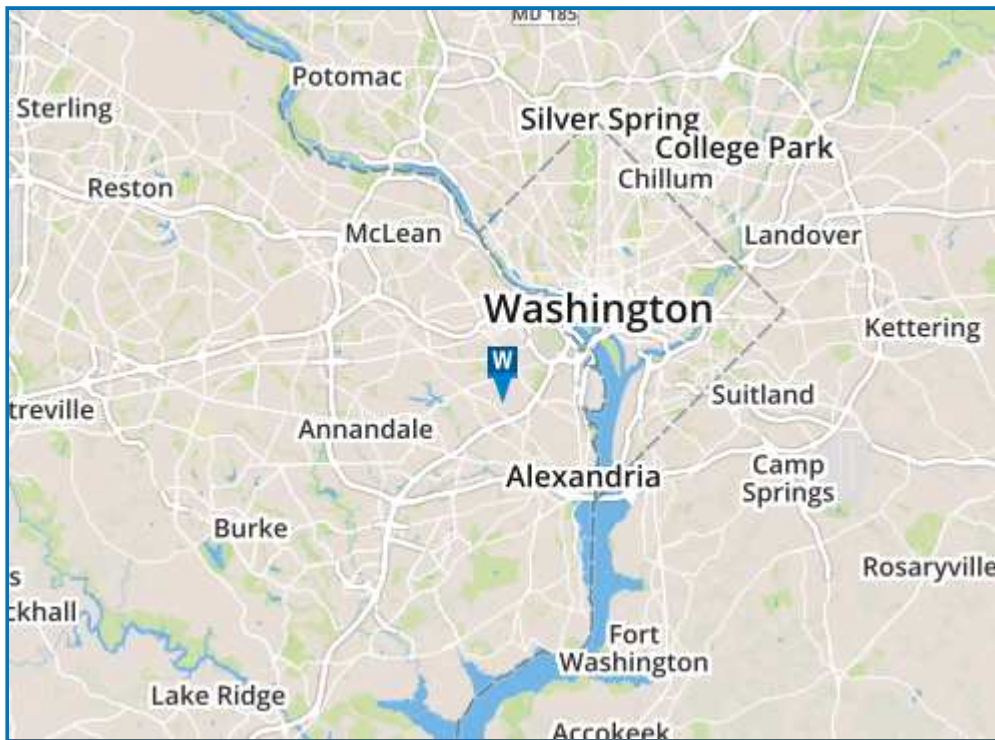 MD 185
Potomac
Sterling
Silver Spring
College Park
Chillum
Reston
McLean
Landover
Washington
Kettering
W
Suitland
treville
Annandale
Alexandria
Camp
Springs
Burke
Rosaryville
s
ckhall
Fort
Washington
Lake Ridge
Accokeek